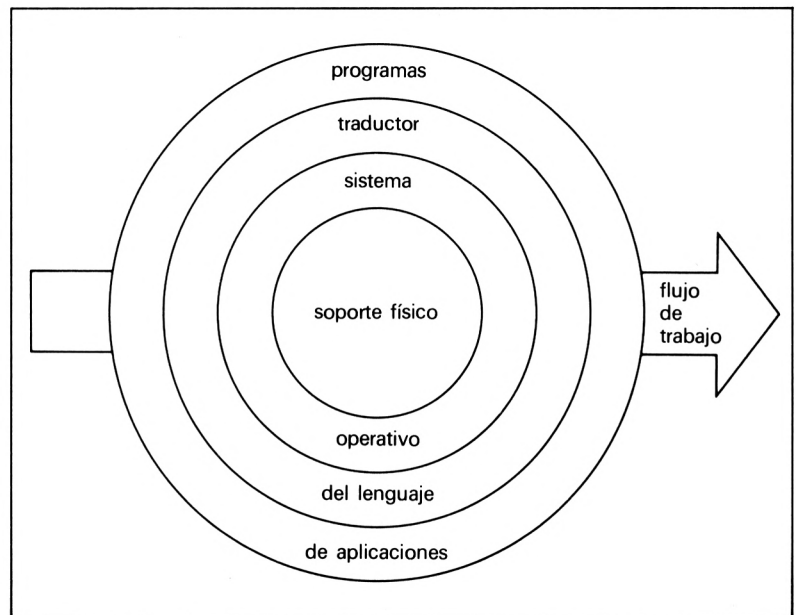 programas
traductor
sistema
soporte físico
operativo
del lenguaje
de aplicaciones
flujo
de
trabajo